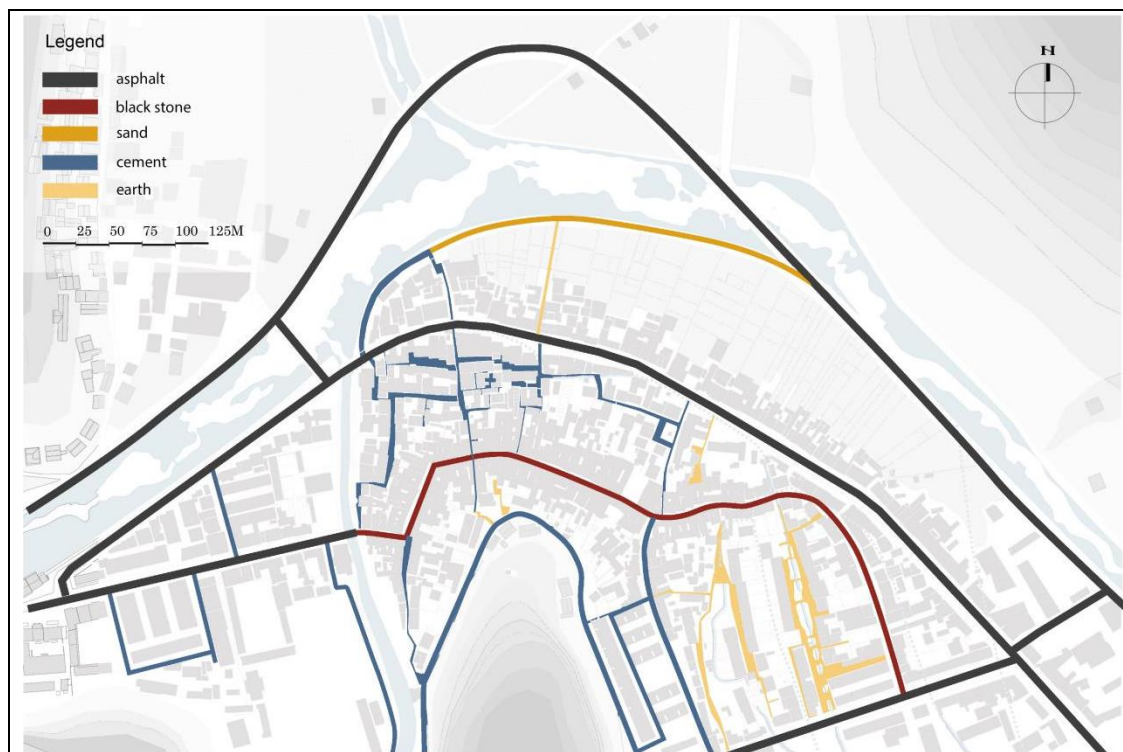 Legend
asphalt
black stone
sand
cement
earth
0 25 50 75 100 125M
N